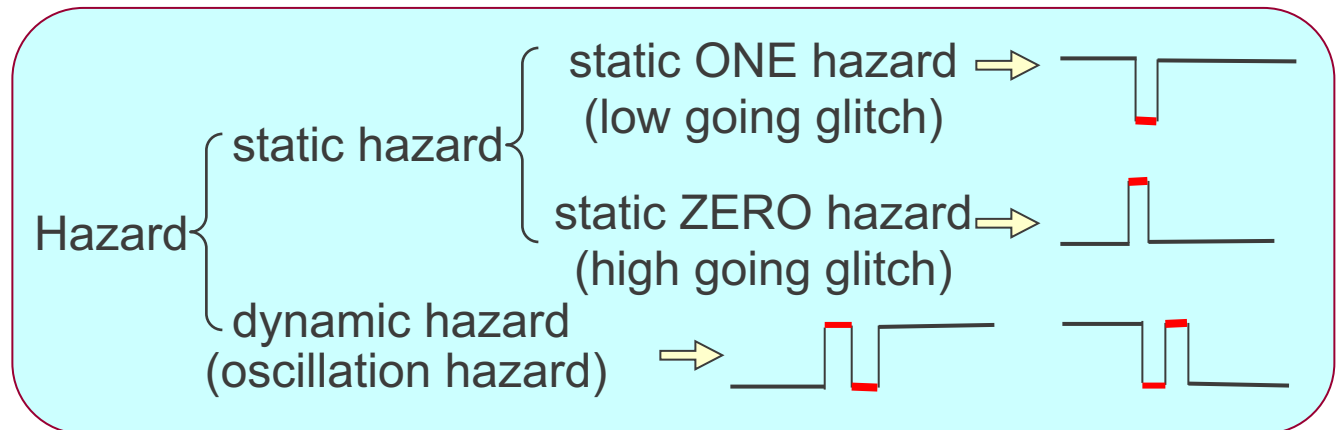 static ONE hazard
(low going glitch)
static hazard
static ZERO hazard
Hazard
(high going glitch)
dynamic hazard
(oscillation hazard)